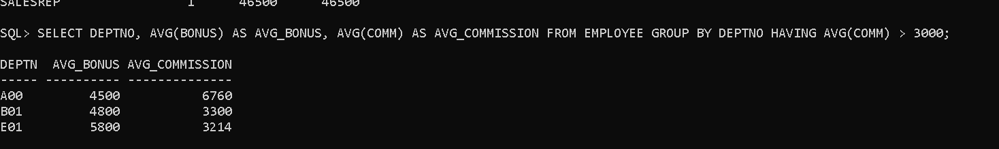 SALESREP 1 46500 46500
SQL> SELECT DEPTNO, AVG(BONUS) AS AVG_BONUS, AVG(COMM) AS AVG_COMMISSION FROM EMPLOYEE GROUP BY DEPTNO HAVING AVG(COMM) > 3000;
DEPTN AVG_BONUS AVG_COMMISSION
----- ---------- --------------
A00 4500 6760
B01 4800 3300
E01 5800 3214